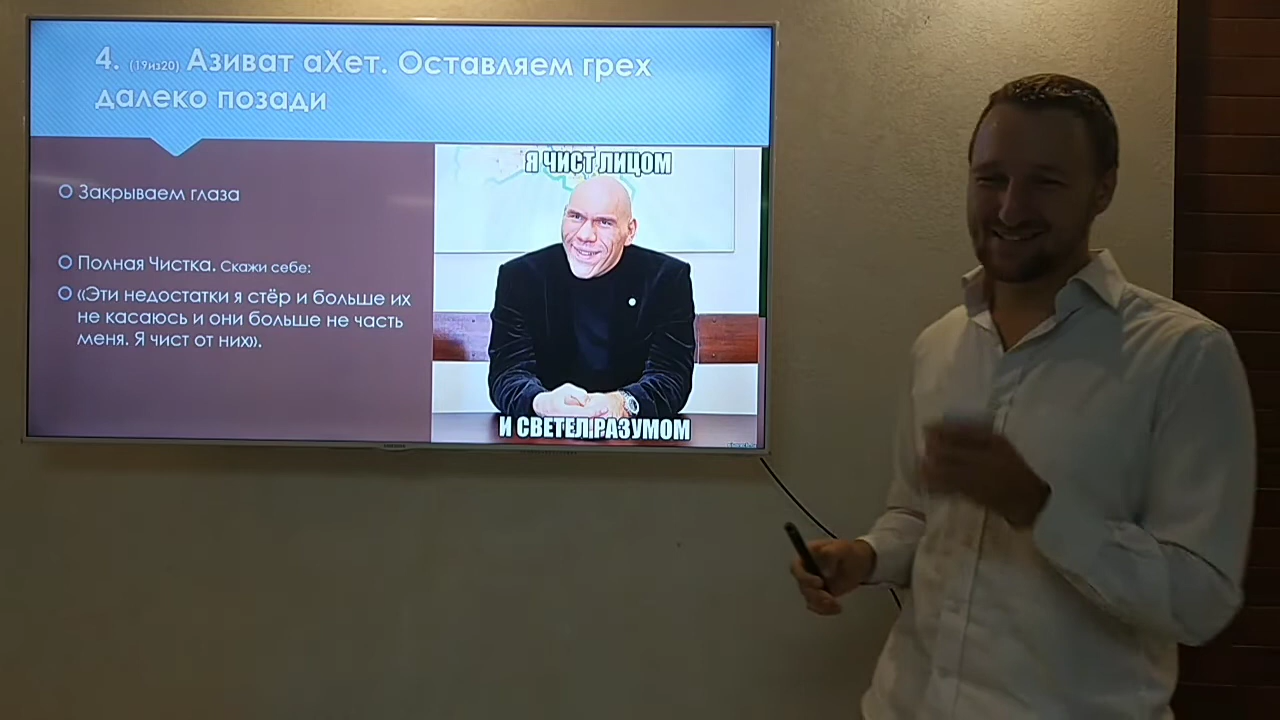 4. (19из20) Азиват аХет. Оставляем грех
далеко позади
Закрываем глаза
Полная Чистка. Скажи себе:
«Эти недостатки я стёр и больше их
не касаюсь и они больше не часть
меня. Я чист от них».
Я ЧИСТ ЛИЦОМ
И СВЕТЕЛ РАЗУМОМ